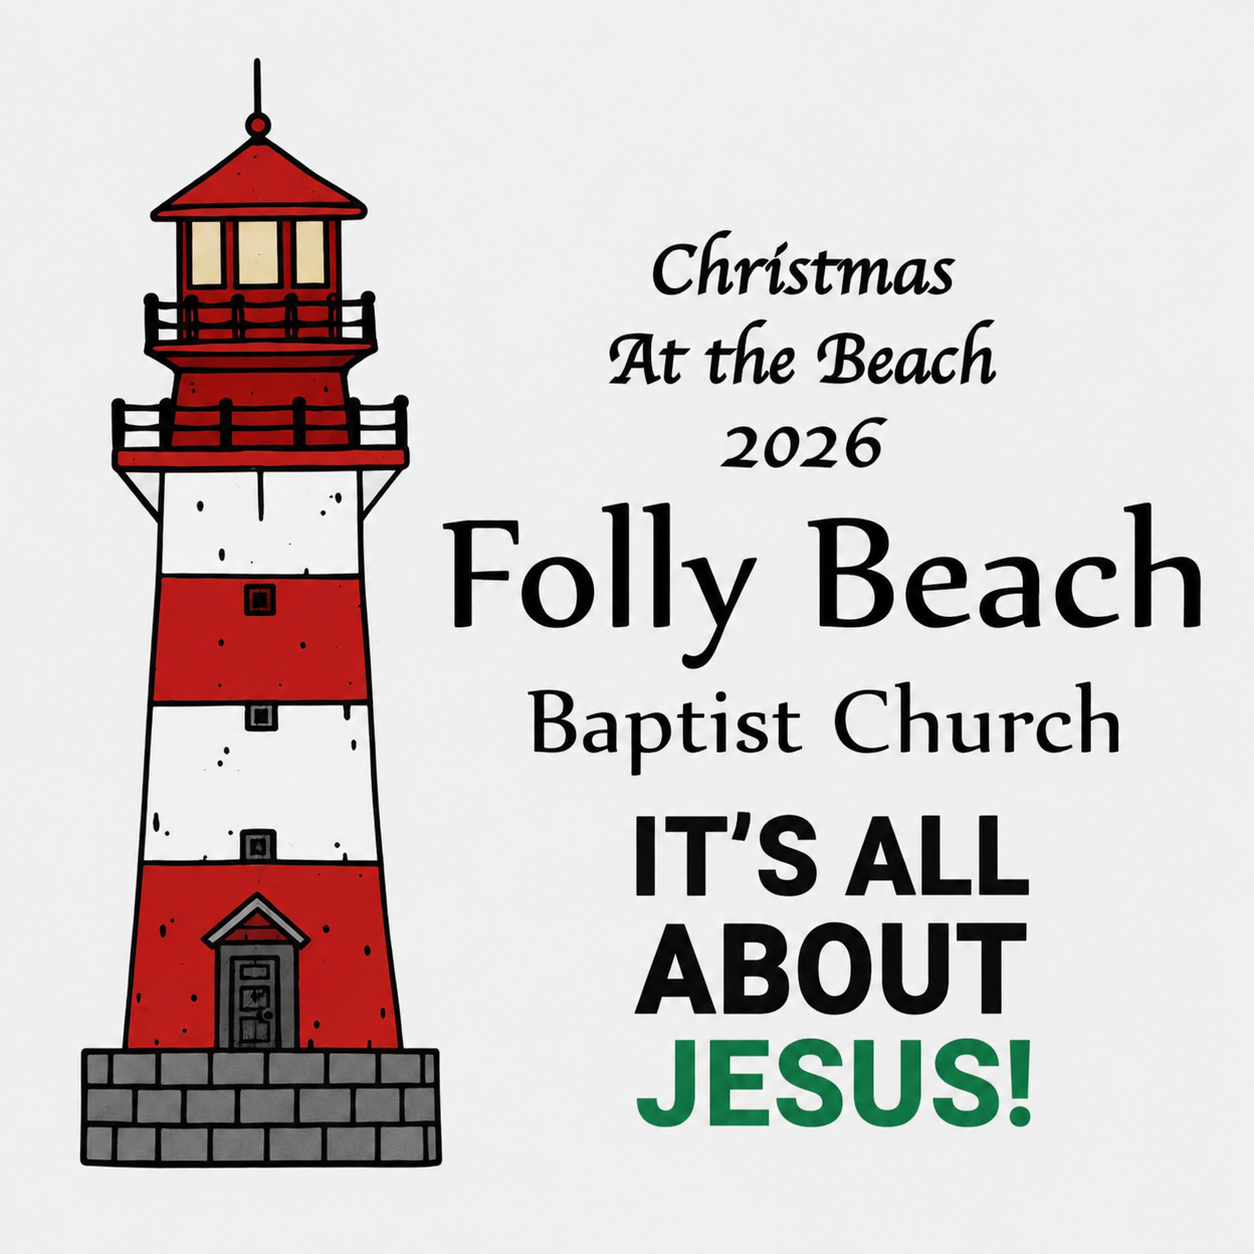 Christmas
At the Beach
2026
Folly Beach
Baptist Church
IT’S ALL
ABOUT
JESUS!